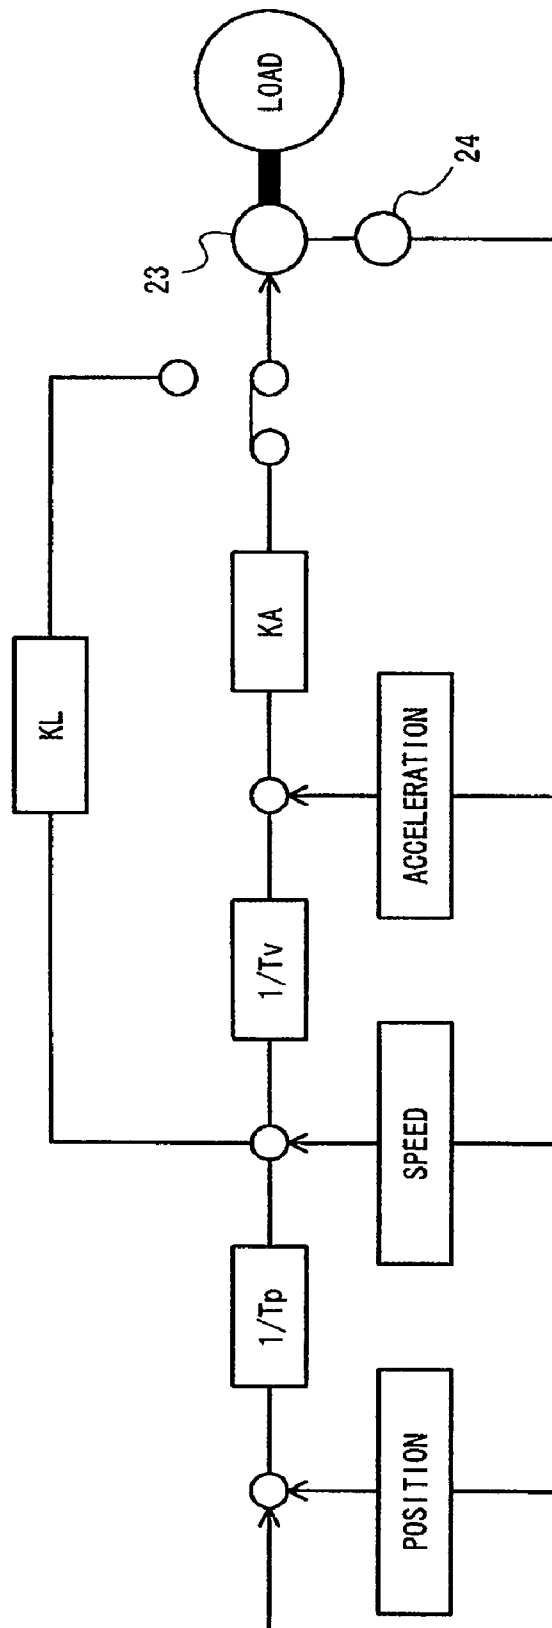 KL
1/Tp
1/Tv
KA
23
LOAD
24
POSITION
SPEED
ACCELERATION